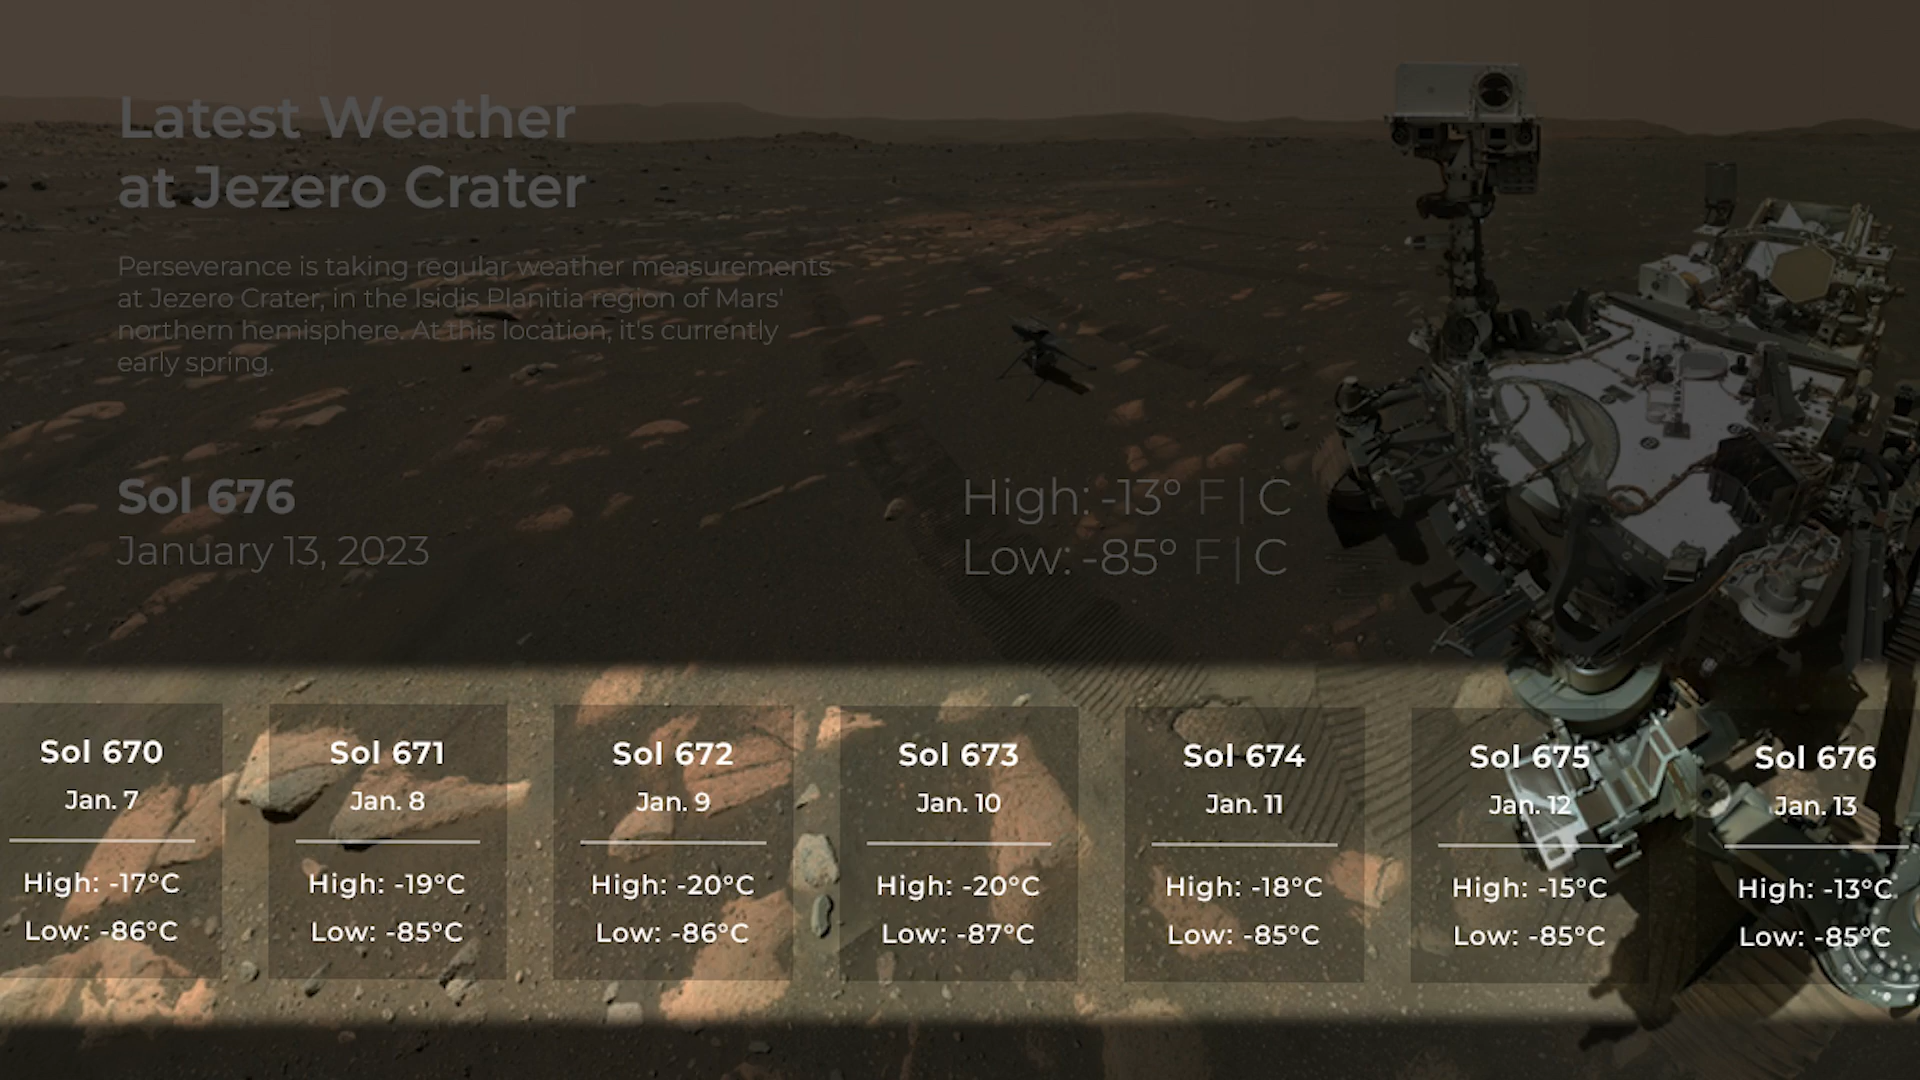 Latest Weather
at Jezero Crater
Perseverance is taking regular weather measurements
at Jezero Crater, in the Isidis Planitia region of Mars'
northern hemisphere. At this location, it's currently
early spring.
Sol 676
January 13, 2023
High: -13º F | C
Low: -85º F | C
Sol 670
Jan. 7
High: -17°C
Low: -86°C
Sol 671
Jan. 8
High: -19°C
Low: -85°C
Sol 672
Jan. 9
High: -20°C
Low: -86°C
Sol 673
Jan. 10
High: -20°C
Low: -87°C
Sol 674
Jan. 11
High: -18°C
Low: -85°C
Sol 675
Jan. 12
High: -15°C
Low: -85°C
Sol 676
Jan. 13
High: -13°C
Low: -85°C